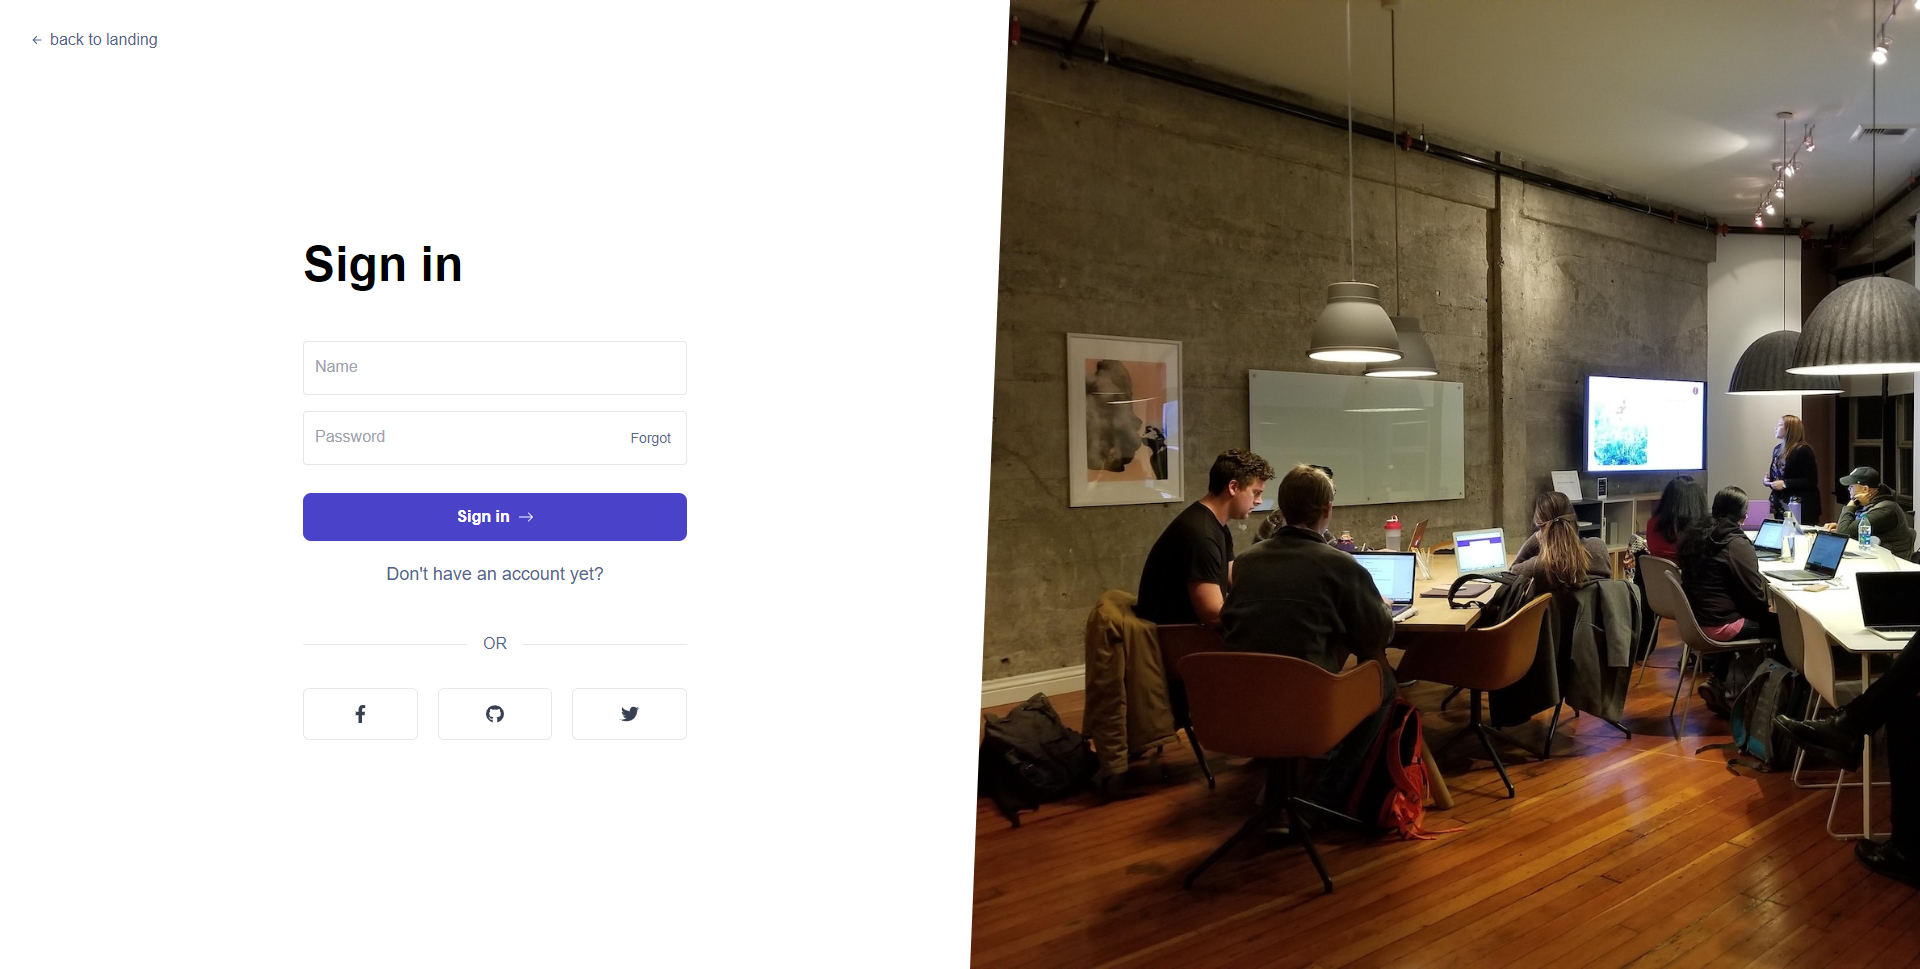 back to landing
Sign in
Name
Password
Forgot
Sign in
Don't have an account yet?
OR